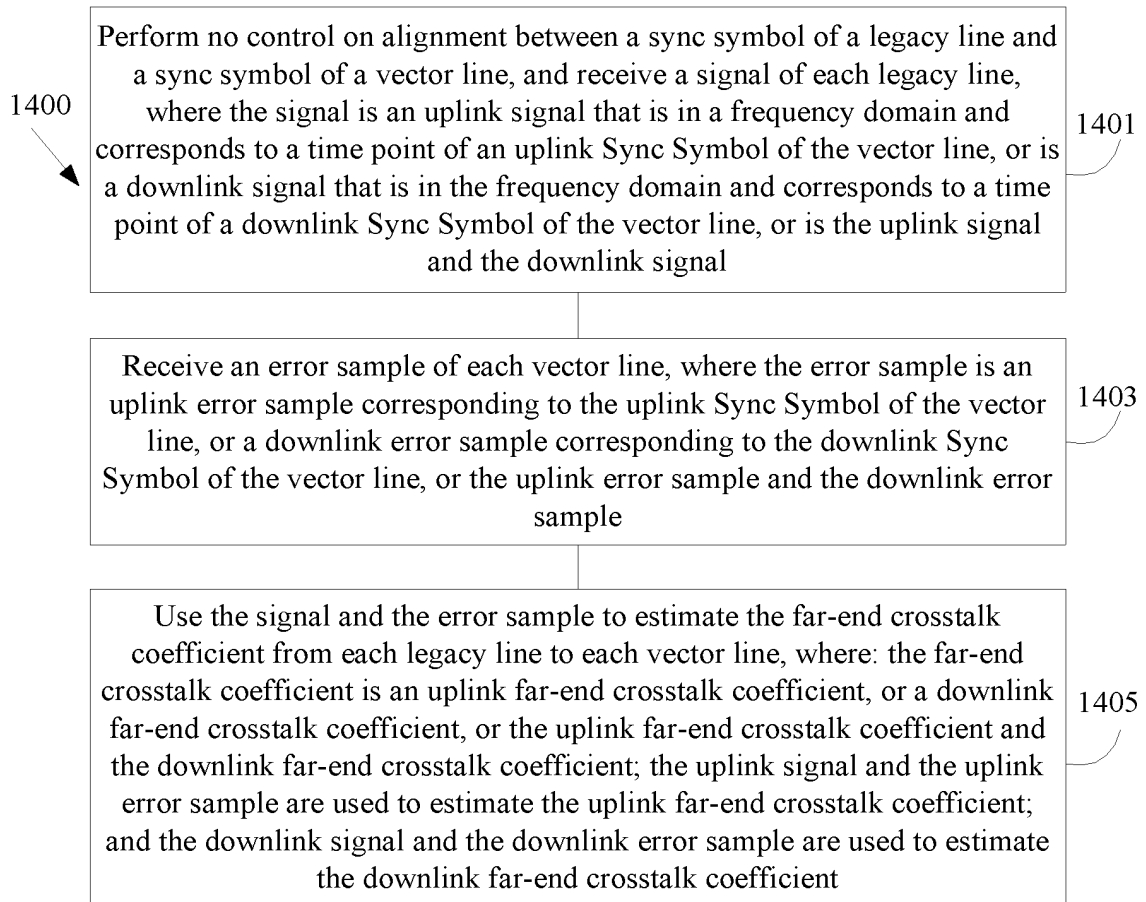 Perform no control on alignment between a sync symbol of a legacy line and
a sync symbol of a vector line, and receive a signal of each legacy line,
where the signal is an uplink signal that is in a frequency domain and
corresponds to a time point of an uplink Sync Symbol of the vector line, or is
a downlink signal that is in the frequency domain and corresponds to a time
point of a downlink Sync Symbol of the vector line, or is the uplink signal
and the downlink signal
1400
1401
Receive an error sample of each vector line, where the error sample is an
uplink error sample corresponding to the uplink Sync Symbol of the vector
line, or a downlink error sample corresponding to the downlink Sync
Symbol of the vector line, or the uplink error sample and the downlink error
sample
1403
Use the signal and the error sample to estimate the far-end crosstalk
coefficient from each legacy line to each vector line, where: the far-end
crosstalk coefficient is an uplink far-end crosstalk coefficient, or a downlink
far-end crosstalk coefficient, or the uplink far-end crosstalk coefficient and
the downlink far-end crosstalk coefficient; the uplink signal and the uplink
error sample are used to estimate the uplink far-end crosstalk coefficient;
and the downlink signal and the downlink error sample are used to estimate
the downlink far-end crosstalk coefficient
1405